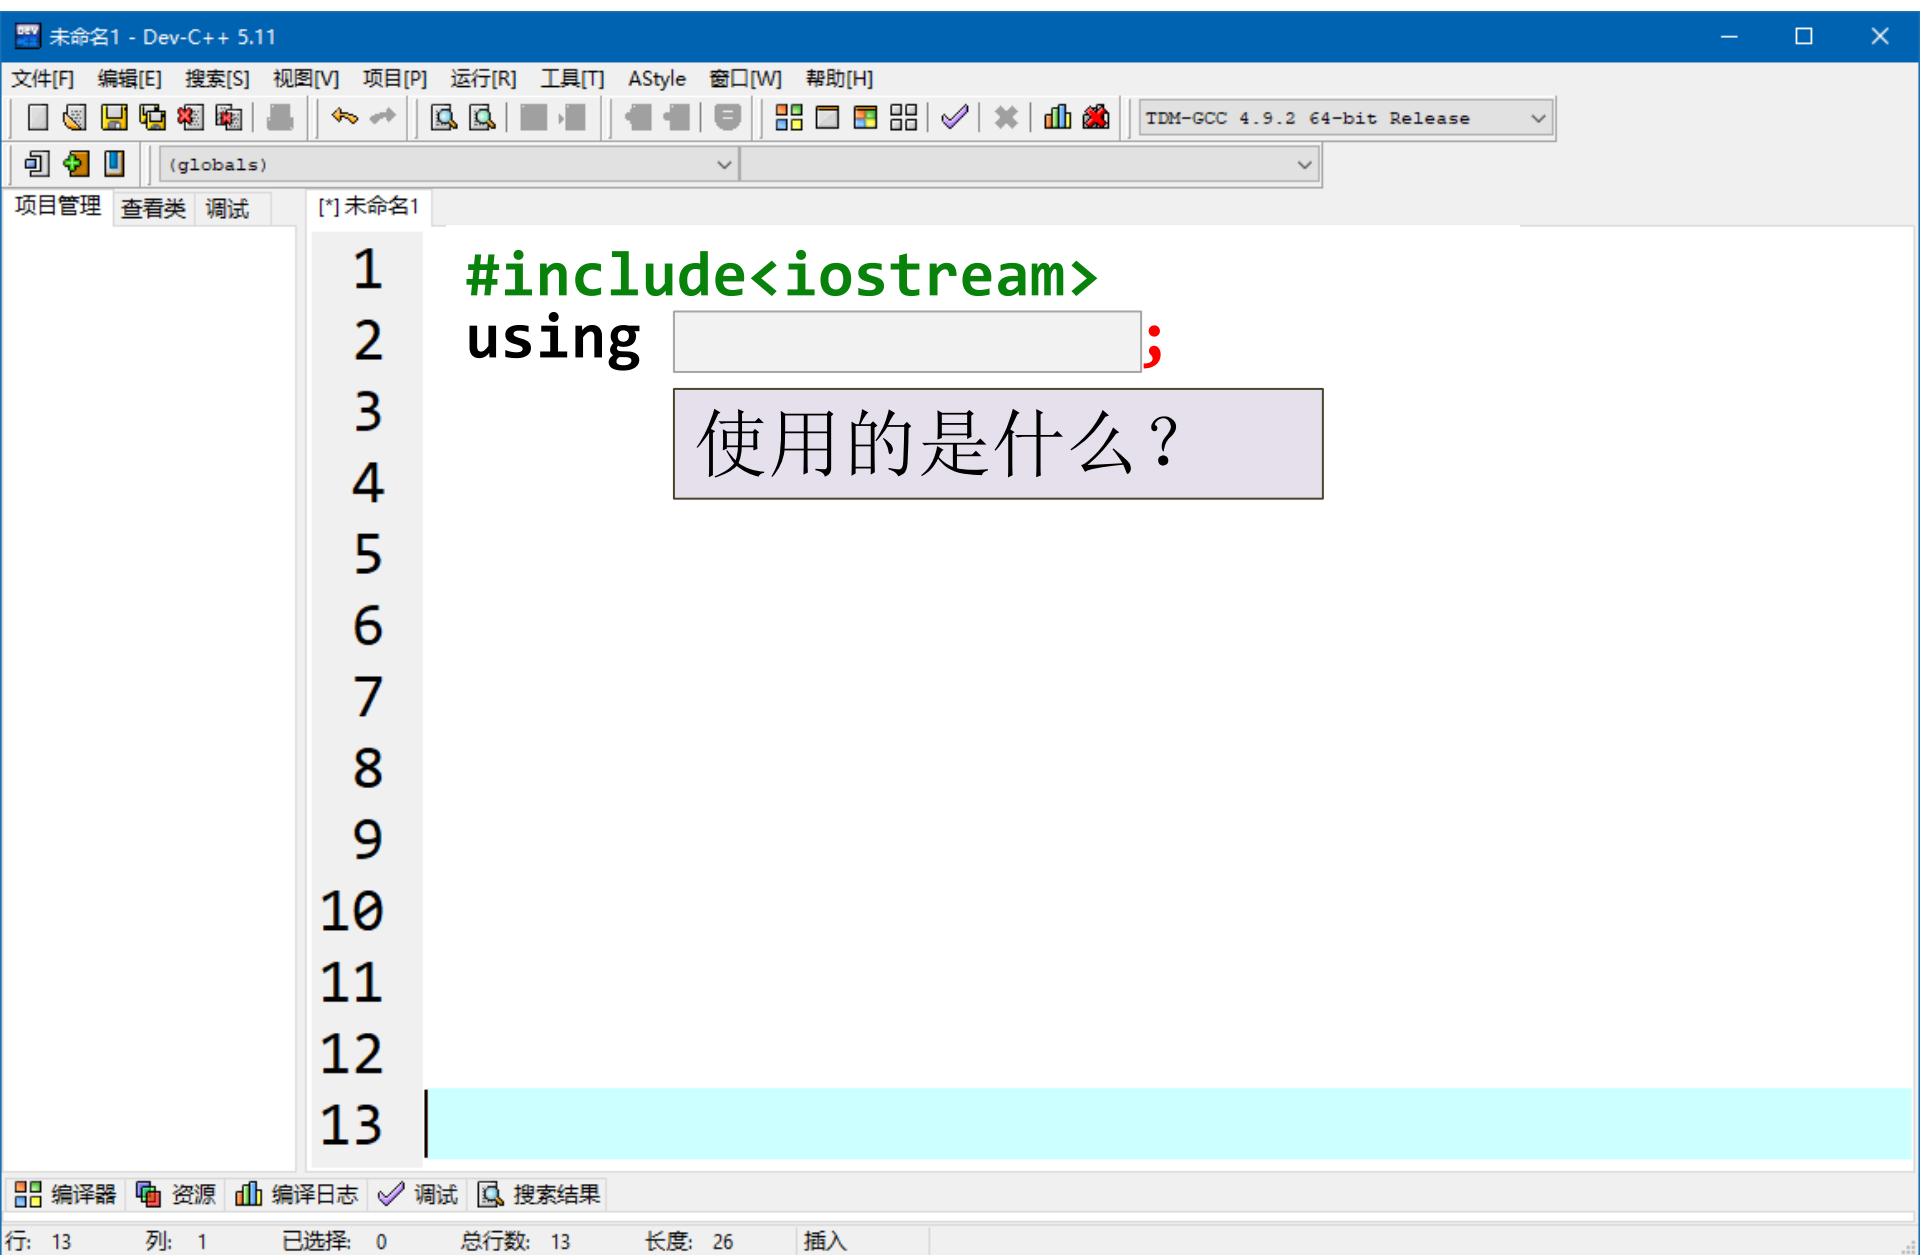 未命名1 - Dev-C++ 5.11
文件[F] 编辑[E] 搜索[S] 视图[V] 项目[P] 运行[R] 工具[T] AStyle 窗口[W] 帮助[H]
TDM-GCC 4.9.2 64-bit Release
(globals)
项目管理 查看类 调试 [*] 未命名1
1 #include<iostream>
2 using ;
3 使用的是什么？
4
5
6
7
8
9
10
11
12
13
编译器 资源 编译日志 调试 搜索结果
行: 13 列: 1 已选择: 0 总行数: 13 长度: 26 插入